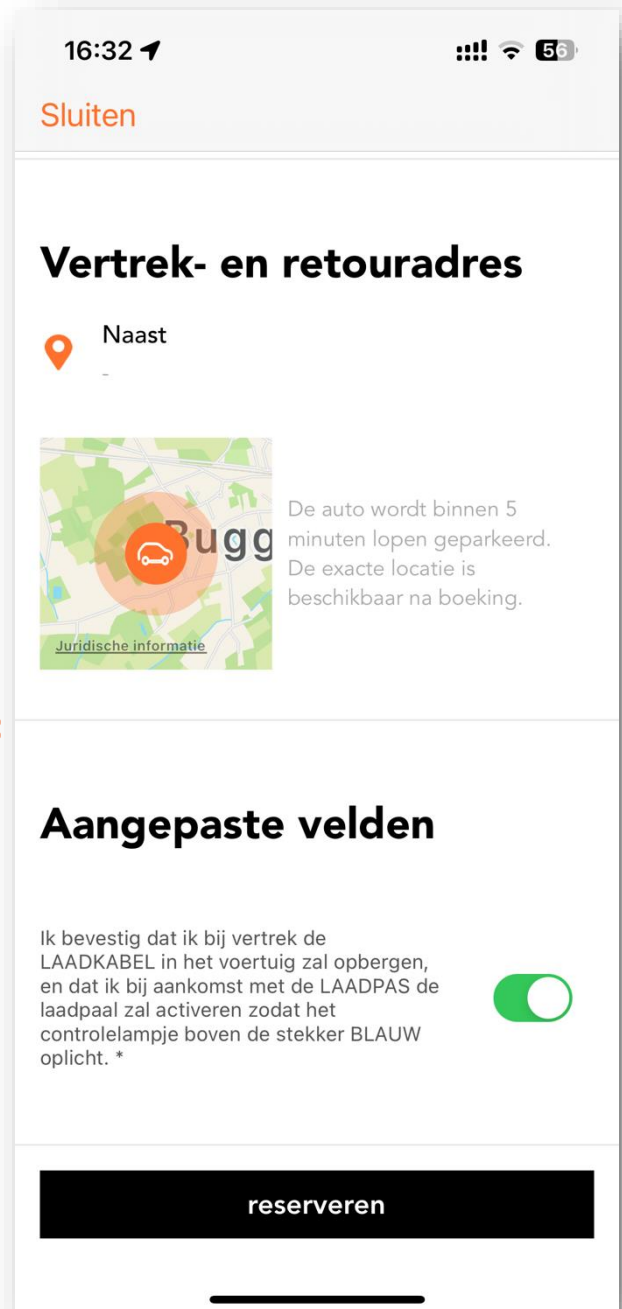 16:32
56
Sluiten
Vertrek- en retouradres
Naast
-
Bugg
De auto wordt binnen 5
minuten lopen geparkeerd.
De exacte locatie is
beschikbaar na boeking.
Juridische informatie
Aangepaste velden
Ik bevestig dat ik bij vertrek de
LAADKABEL in het voertuig zal opbergen,
en dat ik bij aankomst met de LAADPAS de
laadpaal zal activeren zodat het
controlelampje boven de stekker BLAUW
oplicht. *
reserveren